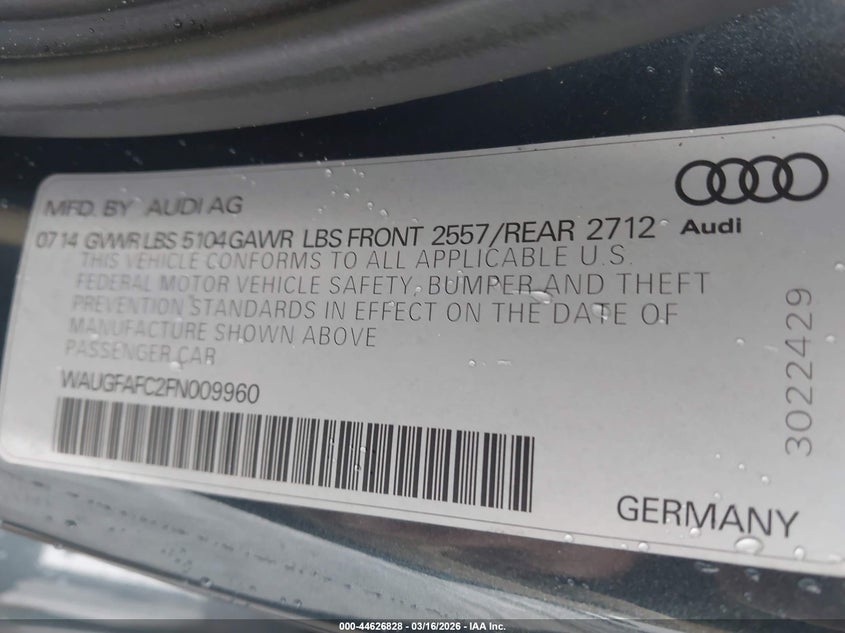 MFD. BY AUDI AG
0714 GVWR LBS 5104 GAWR LBS FRONT 2557/REAR 2712
Audi
THIS VEHICLE CONFORMS TO ALL APPLICABLE U.S.
FEDERAL MOTOR VEHICLE SAFETY, BUMPER AND THEFT
PREVENTION STANDARDS IN EFFECT ON THE DATE OF
MANUFACTURE SHOWN ABOVE
PASSENGER CAR
WAUGFAFC2FN009960
3022429
GERMANY
000-44626828 - 03/16/2026 - IAA Inc.